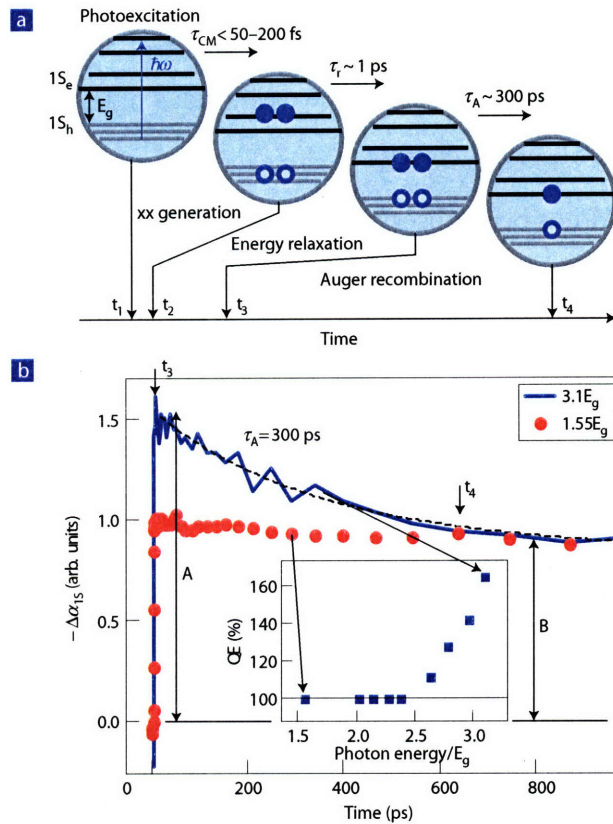 a
Photoexcitation
τCM < 50–200 fs
τr ~ 1 ps
τA ~ 300 ps
ħω
1Se
Eg
1Sh
xx generation
Energy relaxation
Auger recombination
t1
t2
t3
t4
Time
b
t3
3.1Eg
1.55Eg
τA = 300 ps
t4
1.5
1.0
0.5
0.0
−Δα1S (arb. units)
A
B
160
140
120
100
QE (%)
1.5
2.0
2.5
3.0
Photon energy/Eg
0
200
400
600
800
Time (ps)